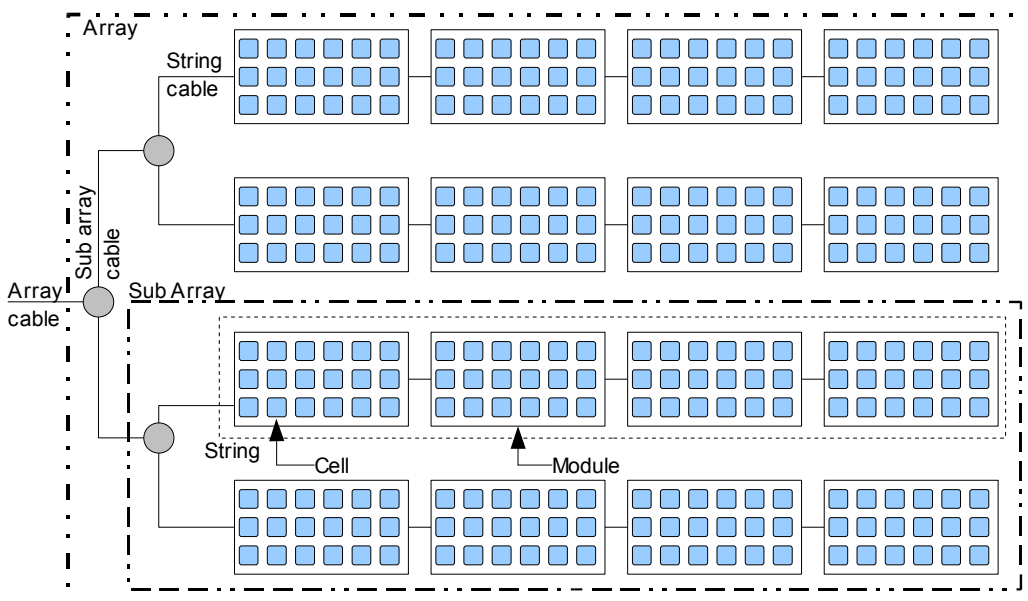 Array
String
cable
Sub array
cable
Array
cable
Sub Array
String
Cell
Module